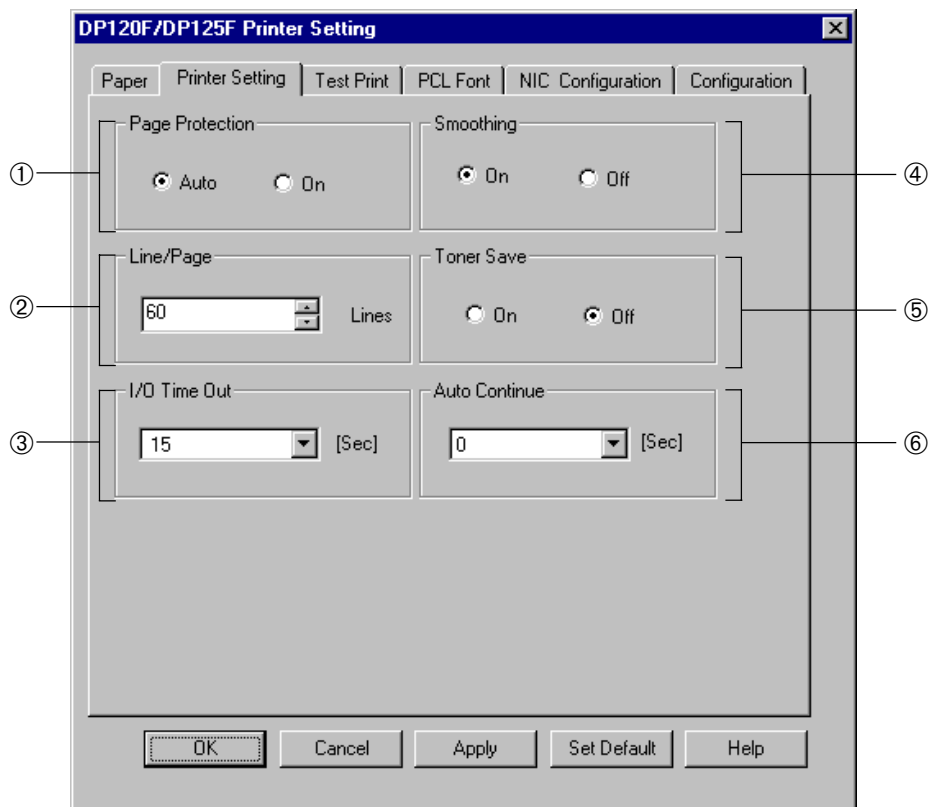 DP120F/DP125F Printer Setting
Paper Printer Setting Test Print PCL Font NIC Configuration Configuration
Page Protection Smoothing
① Auto On On Off ④
Line/Page Toner Save
② 60 Lines On Off ⑤
I/O Time Out Auto Continue
③ 15 [Sec] 0 [Sec] ⑥
OK Cancel Apply Set Default Help